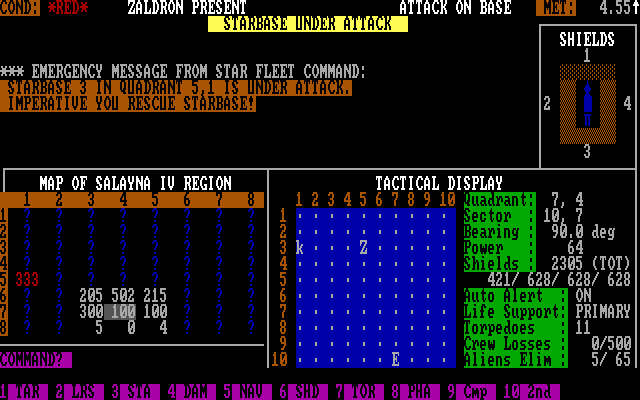 COND: *RED* ZALDRON PRESENT ATTACK ON BASE MET: 4.55↑
STARBASE UNDER ATTACK
SHIELDS
1
*** EMERGENCY MESSAGE FROM STAR FLEET COMMAND:
STARBASE 3 IN QUADRANT 5,1 IS UNDER ATTACK.
IMPERATIVE YOU RESCUE STARBASE!
2 4
3
MAP OF SALAYNA IV REGION
1 2 3 4 5 6 7 8
1 ? ? ? ? ? ? ? ?
2 ? ? ? ? ? ? ? ?
3 ? ? ? ? ? ? ? ?
4 ? ? ? ? ? ? ? ?
5 333 ? ? ? ? ? ? ?
6 ? ? 205 502 215 ? ? ?
7 ? ? 300 100 100 ? ? ?
8 ? ? 5 0 4 ? ? ?
COMMAND?
TACTICAL DISPLAY
1 2 3 4 5 6 7 8 9 10
1 . . . . . . . . . .
2 . . . . . . . . . .
3 k . . . Z . . . . .
4 . . . . . . . . . .
5 . . . . . . . . . .
6 . . . . . . . . . .
7 . . . . . . . . . .
8 . . . . . . . . . .
9 . . . . . . . . . .
10 . . . . . . E . . .
Quadrant: 7, 4
Sector : 10, 7
Bearing : 90.0 deg
Power : 64
Shields : 2305 (TOT)
421/ 628/ 628/ 628
Auto Alert : ON
Life Support: PRIMARY
Torpedoes : 11
Crew Losses : 0/500
Aliens Elim : 5/ 65
1 TAR 2 LRS 3 STA 4 DAM 5 NAV 6 SHD 7 TOR 8 PHA 9 Cmp 10 2nd